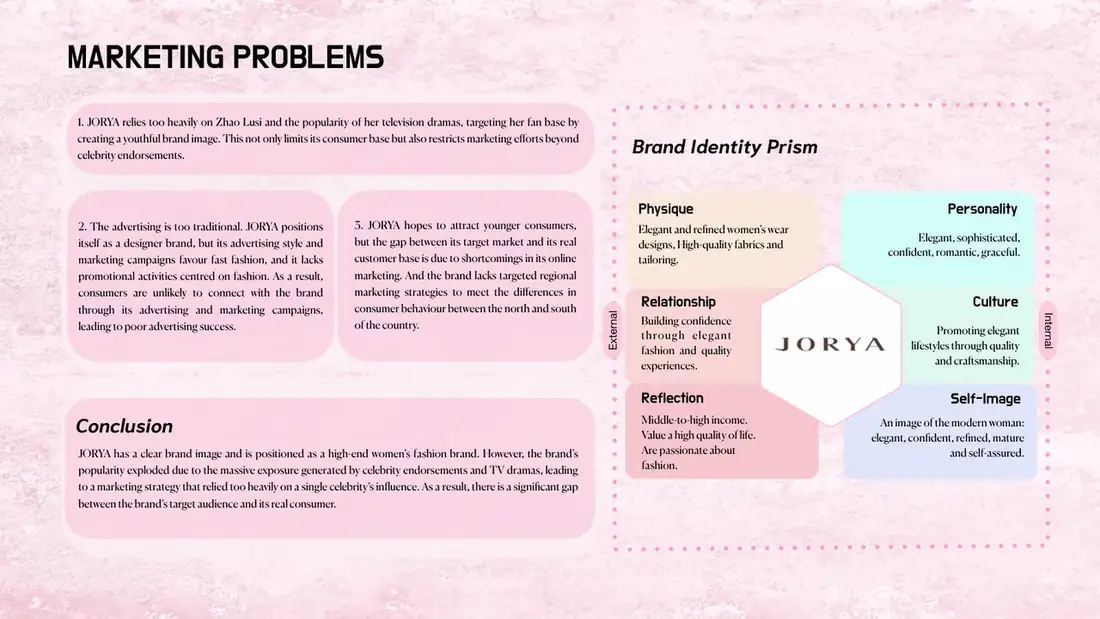 MARKETING PROBLEMS
1. JORYA relies too heavily on Zhao Lusi and the popularity of her television dramas, targeting her fan base by
creating a youthful brand image. This not only limits its consumer base but also restricts marketing efforts beyond
celebrity endorsements.
2. The advertising is too traditional. JORYA positions
itself as a designer brand, but its advertising style and
marketing campaigns favour fast fashion, and it lacks
promotional activities centred on fashion. As a result,
consumers are unlikely to connect with the brand
through its advertising and marketing campaigns,
leading to poor advertising success.
3. JORYA hopes to attract younger consumers,
but the gap between its target market and its real
customer base is due to shortcomings in its online
marketing. And the brand lacks targeted regional
marketing strategies to meet the differences in
consumer behaviour between the north and south
of the country.
Conclusion
JORYA has a clear brand image and is positioned as a high-end women's fashion brand. However, the brand's
popularity exploded due to the massive exposure generated by celebrity endorsements and TV dramas, leading
to a marketing strategy that relied too heavily on a single celebrity's influence. As a result, there is a significant gap
between the brand's target audience and its real consumer.
Brand Identity Prism
Physique
Elegant and refined women's wear
designs, High-quality fabrics and
tailoring.
Personality
Elegant, sophisticated,
confident, romantic, graceful.
External
Relationship
Building confidence
through elegant
fashion and quality
experiences.
JORYA
Culture
Promoting elegant
lifestyles through quality
and craftsmanship.
Internal
Reflection
Middle-to-high income.
Value a high quality of life.
Are passionate about
fashion.
Self-Image
An image of the modern woman:
elegant, confident, refined, mature
and self-assured.